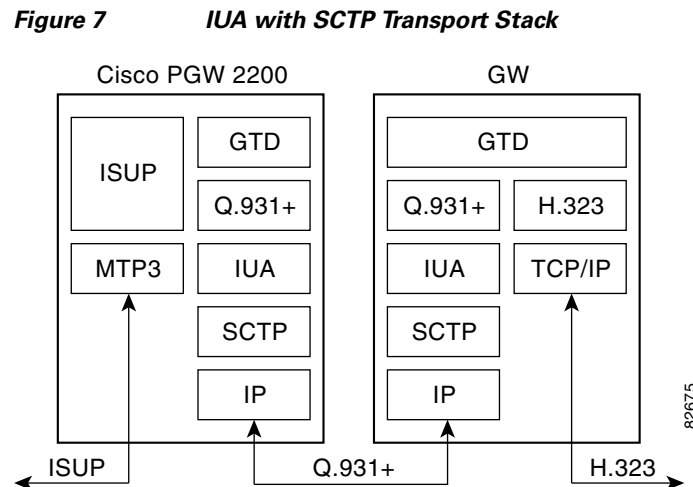 Figure 7 IUA with SCTP Transport Stack
Cisco PGW 2200
GW
ISUP
GTD
Q.931+
MTP3
IUA
SCTP
IP
GTD
Q.931+
H.323
IUA
TCP/IP
SCTP
IP
ISUP
Q.931+
H.323
82675